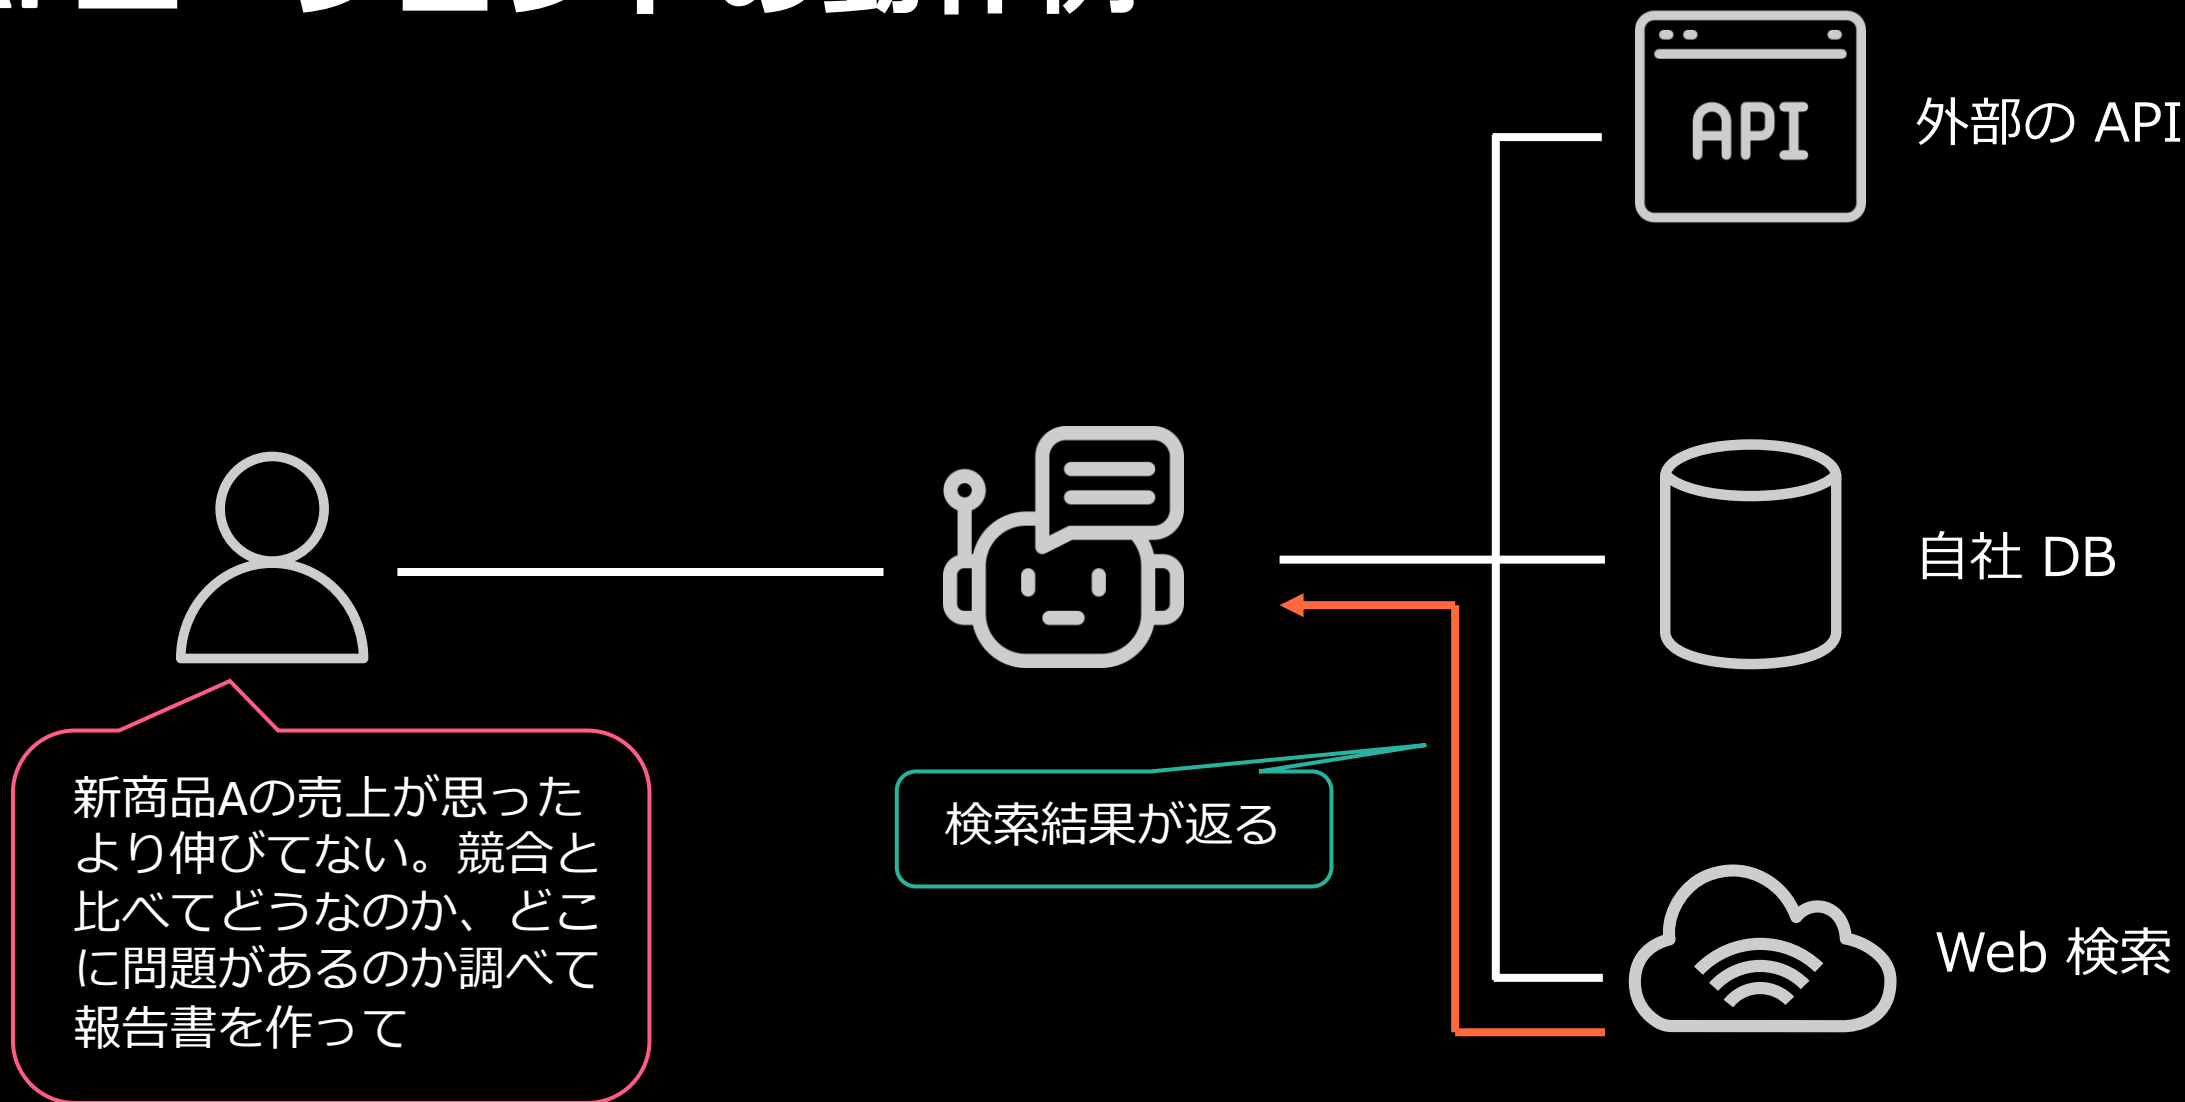 外部の API
API
自社 DB
新商品Aの売上が思った
より伸びてない。競合と
比べてどうなのか、どこ
に問題があるのか調べて
報告書を作って
検索結果が返る
Web 検索